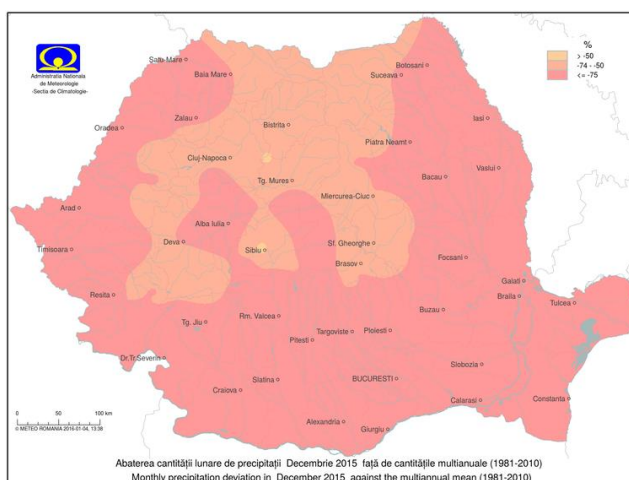 Administratia Nationala
de Meteorologie
-Sectia de Climatologie-
%
> -50
-74 - -50
<= -75
Satu Mare
Botosani
Baia Mare
Suceava
Zalau
Iasi
Oradea
Bistrita
Piatra Neamt
Cluj-Napoca
Vaslui
Bacau
Tg. Mures
Miercurea-Ciuc
Arad
Alba Iulia
Deva
Sf. Gheorghe
Timisoara
Sibiu
Focsani
Brasov
Galati
Resita
Braila
Tulcea
Buzau
Rm. Valcea
Tg. Jiu
Targoviste
Ploiesti
Pitesti
Dr.Tr.Severin
Slobozia
Slatina
BUCURESTI
Craiova
Calarasi
Constanta
0 50 100 km
Alexandria
Giurgiu
© METEO ROMANIA 2016-01-04, 13:38
Abaterea cantităţii lunare de precipitaţii Decembrie 2015 faţă de cantităţile multianuale (1981-2010)
Monthly precipitation deviation in December 2015 against the multiannual mean (1981-2010)